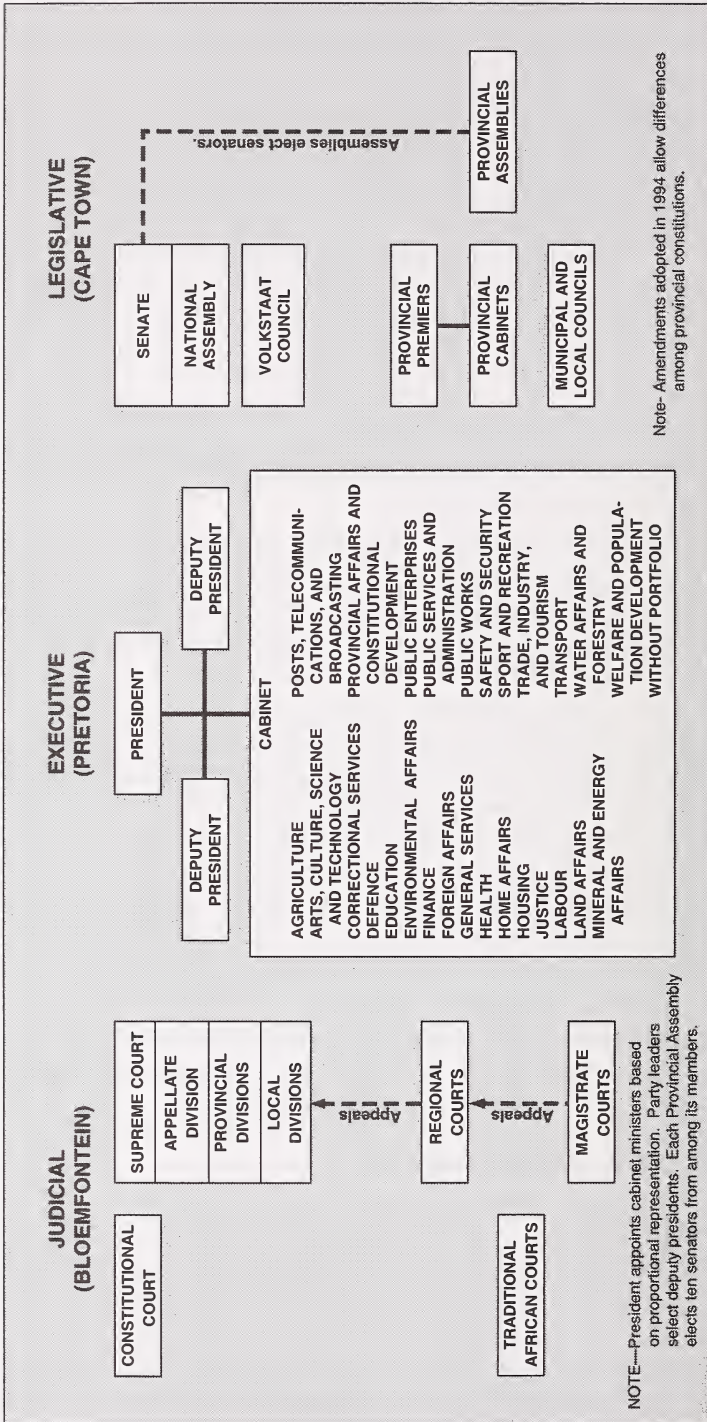 JUDICIAL
(BLOEMFONTEIN)
CONSTITUTIONAL
COURT
SUPREME COURT
APPELLATE
DIVISION
PROVINCIAL
DIVISIONS
LOCAL
DIVISIONS
Appeals
REGIONAL
COURTS
Appeals
MAGISTRATE
COURTS
TRADITIONAL
AFRICAN COURTS
NOTE—President appoints cabinet ministers based
on proportional representation. Party leaders
select deputy presidents. Each Provincial Assembly
elects ten senators from among its members.
EXECUTIVE
(PRETORIA)
PRESIDENT
DEPUTY
PRESIDENT
DEPUTY
PRESIDENT
CABINET
AGRICULTURE
ARTS, CULTURE, SCIENCE
AND TECHNOLOGY
CORRECTIONAL SERVICES
DEFENCE
EDUCATION
ENVIRONMENTAL AFFAIRS
FINANCE
FOREIGN AFFAIRS
GENERAL SERVICES
HEALTH
HOME AFFAIRS
HOUSING
JUSTICE
LABOUR
LAND AFFAIRS
MINERAL AND ENERGY
AFFAIRS
POSTS, TELECOMMUNI-
CATIONS, AND
BROADCASTING
PROVINCIAL AFFAIRS AND
CONSTITUTIONAL
DEVELOPMENT
PUBLIC ENTERPRISES
PUBLIC SERVICES AND
ADMINISTRATION
PUBLIC WORKS
SAFETY AND SECURITY
SPORT AND RECREATION
TRADE, INDUSTRY,
AND TOURISM
TRANSPORT
WATER AFFAIRS AND
FORESTRY
WELFARE AND POPULA-
TION DEVELOPMENT
WITHOUT PORTFOLIO
LEGISLATIVE
(CAPE TOWN)
SENATE
NATIONAL
ASSEMBLY
VOLKSTAAT
COUNCIL
Assemblies elect senators.
PROVINCIAL
PREMIERS
PROVINCIAL
CABINETS
PROVINCIAL
ASSEMBLIES
MUNICIPAL AND
LOCAL COUNCILS
Note- Amendments adopted in 1994 allow differences
among provincial constitutions.